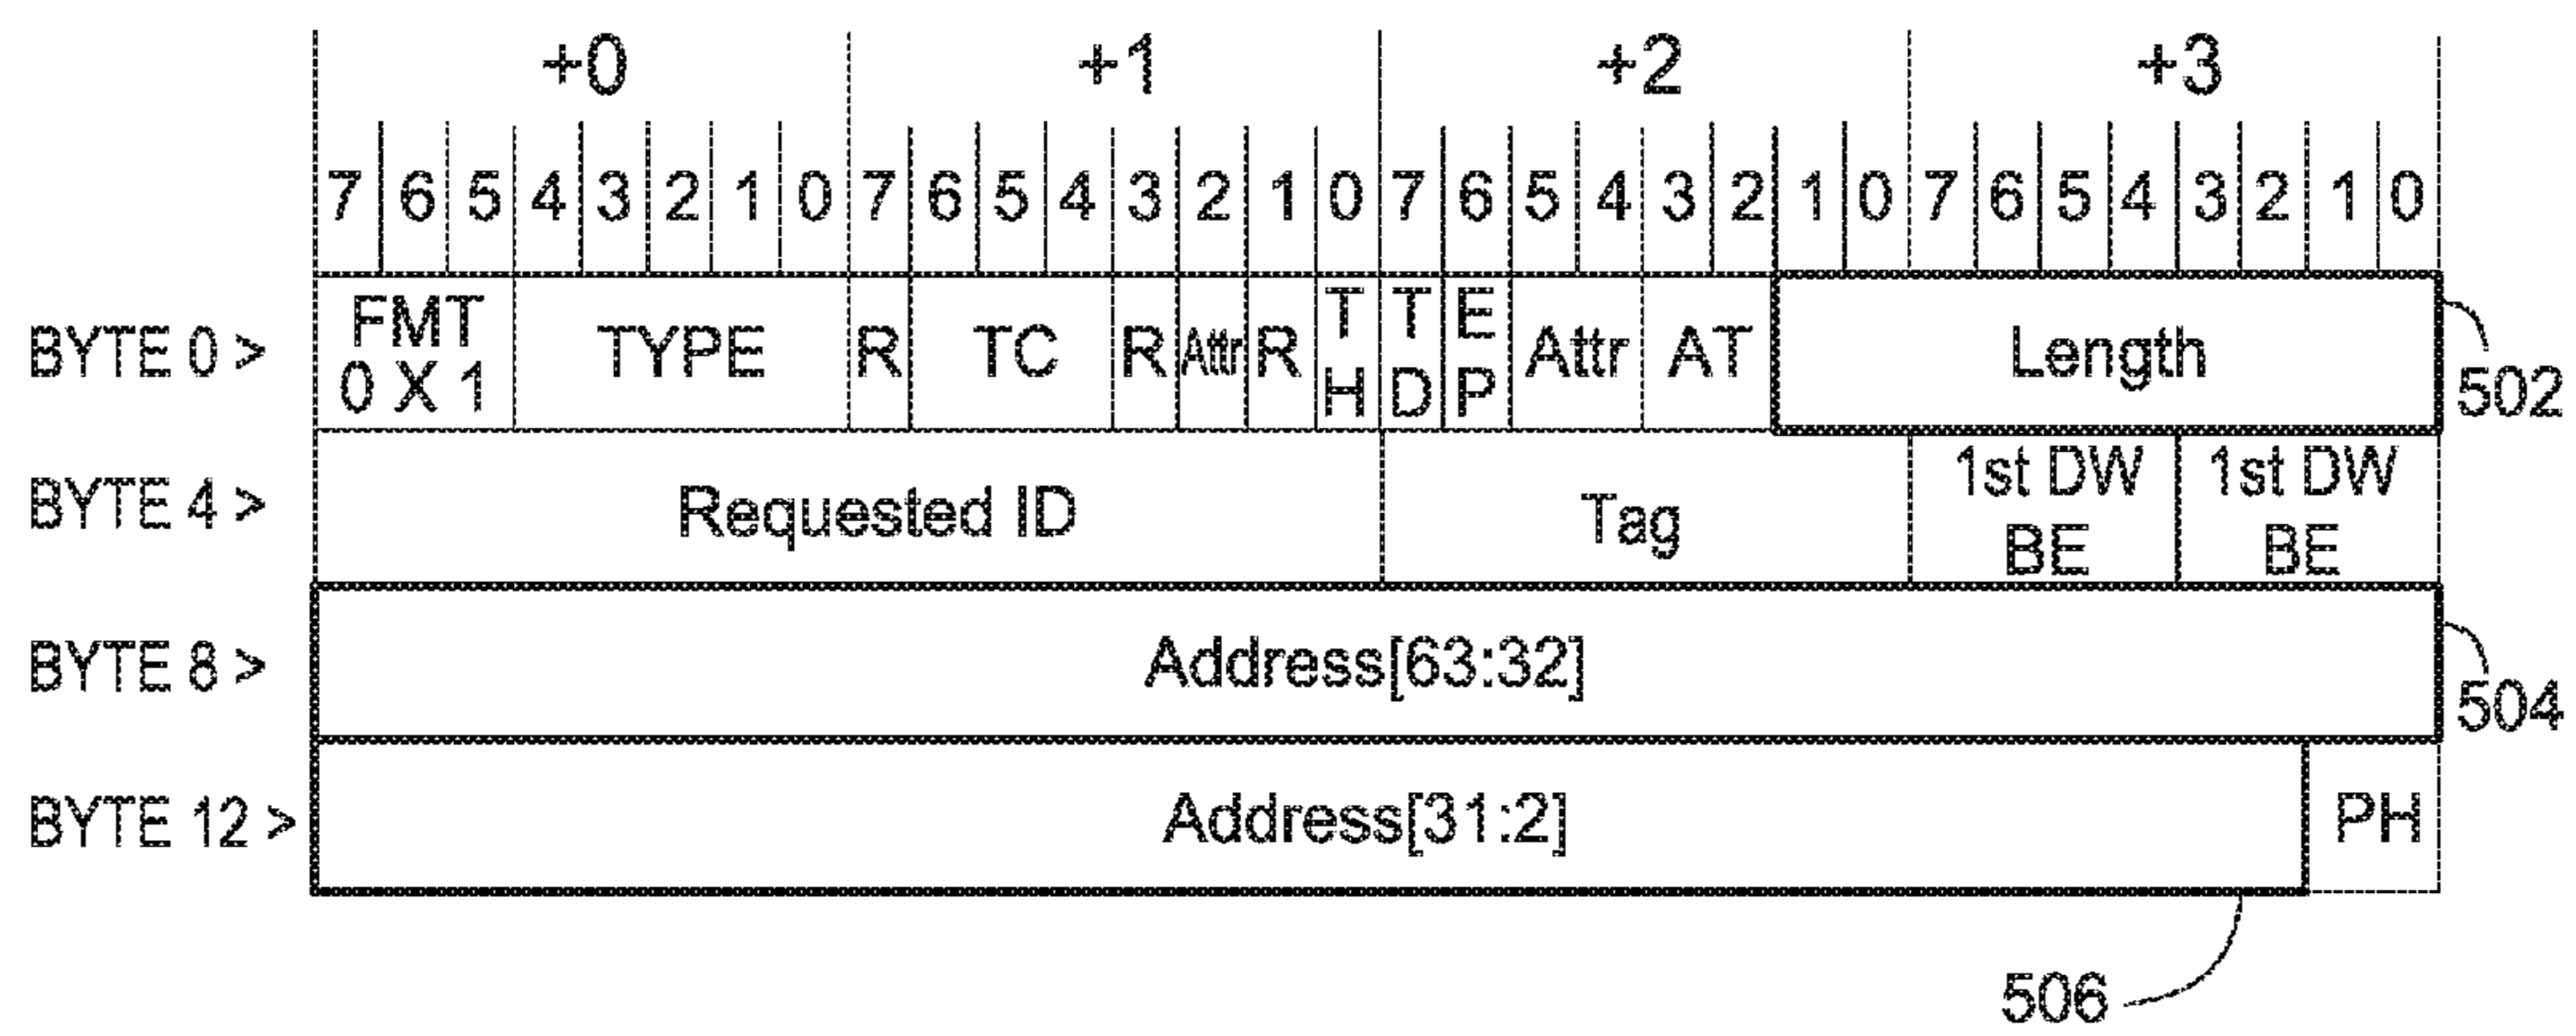 +0 +1 +2 +3
7 6 5 4 3 2 1 0 7 6 5 4 3 2 1 0 7 6 5 4 3 2 1 0 7 6 5 4 3 2 1 0
BYTE 0 > FMT 0 X 1 TYPE R TC R Attr R TH TD EP Attr AT Length 502
BYTE 4 > Requested ID Tag 1st DW BE 1st DW BE
BYTE 8 > Address[63:32] 504
BYTE 12 > Address[31:2] PH
506